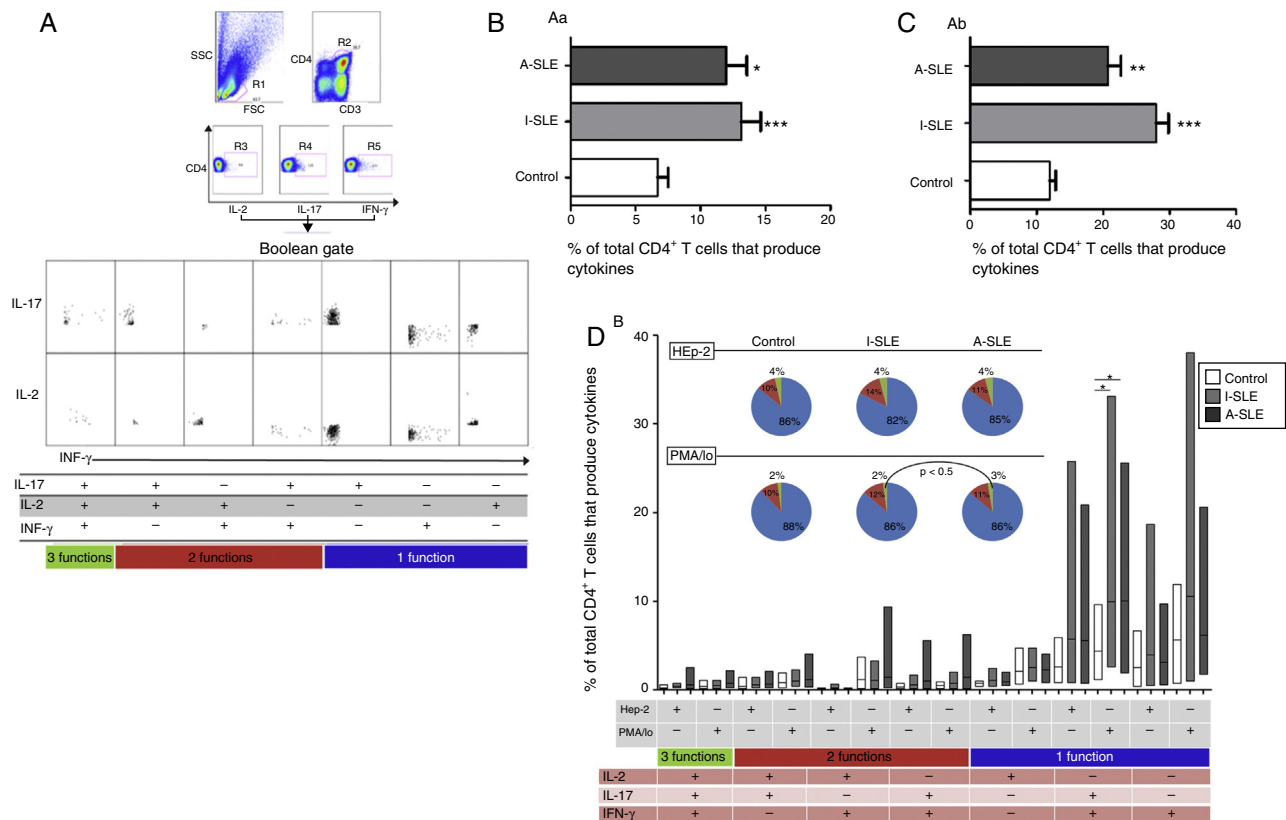 A
SSC
R1
FSC
CD4
R2
CD3
CD4
R3
R4
R5
IL-2 IL-17 IFN-γ
Boolean gate
IL-17
IL-2
INF-γ
IL-17 + + – + + – –
IL-2 + + + – – – +
INF-γ + – + + – + –
3 functions 2 functions 1 function
B Aa
A-SLE *
I-SLE ***
Control
0 5 10 15 20
% of total CD4+ T cells that produce
cytokines
C Ab
A-SLE **
I-SLE ***
Control
0 10 20 30 40
% of total CD4+ T cells that produce
cytokines
D B
% of total CD4+ T cells that produce cytokines
40
30
20
10
0
HEp-2 Control I-SLE A-SLE
4% 4% 4%
10% 14% 11%
86% 82% 85%
PMA/Io
2% 2% p < 0.5 3%
10% 12% 11%
88% 86% 86%
*
*
Control
I-SLE
A-SLE
Hep-2 + – + – + – + – + – + – + –
PMA/Io – + – + – + – + – + – + – +
3 functions 2 functions 1 function
IL-2 + + + – + – –
IL-17 + + – + – + –
IFN-γ + – + + – + +